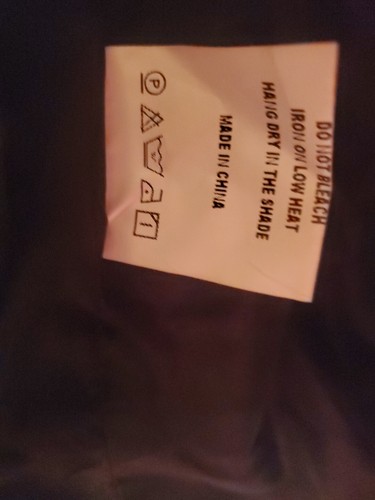 DO NOT BLEACH
IRON ON LOW HEAT
HANG DRY IN THE SHADE
MADE IN CHINA
P